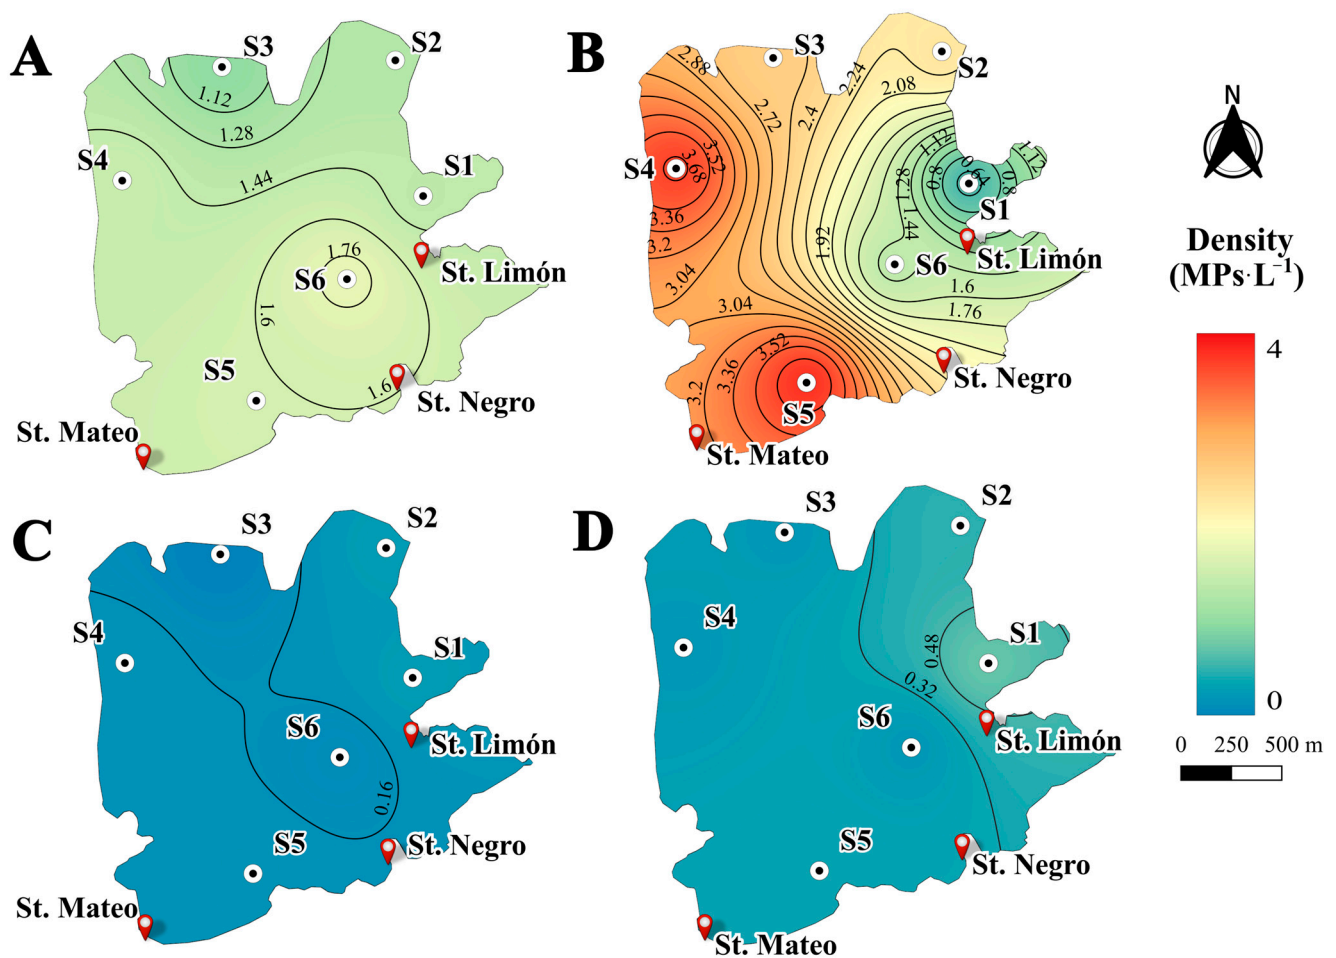 A
S3
S2
1.12
1.28
S4
1.44
S1
1.76
S6
St. Limón
1.6
S5
1.6
St. Negro
St. Mateo
B
S3
S2
2.88
2.24
2.08
2.72
2.4
S4
3.52
3.68
1.12
1.12
0.64
0.8
0.8
1.28
S1
3.36
1.44
3.2
1.92
S6
St. Limón
3.04
1.6
3.04
1.76
3.52
3.36
3.2
S5
St. Negro
St. Mateo
N
Density
(MPs·L⁻¹)
4
0
0 250 500 m
C
S3
S2
S4
S1
S6
St. Limón
0.16
S5
St. Negro
St. Mateo
D
S3
S2
S4
S1
0.48
0.32
S6
St. Limón
S5
St. Negro
St. Mateo